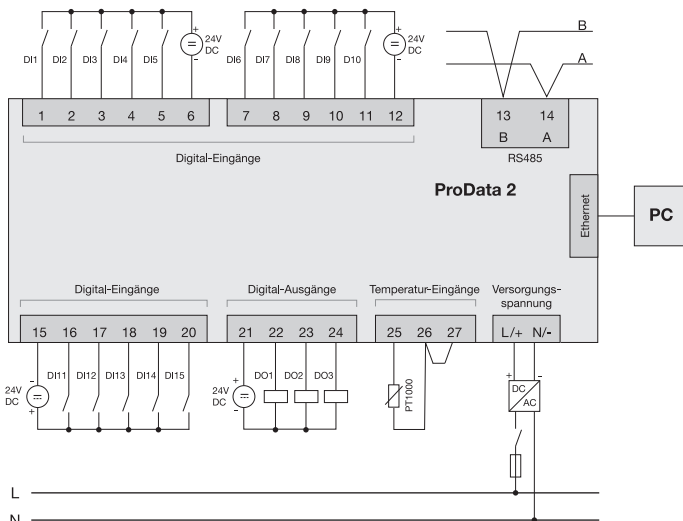 B
A
+ 24V DC -
+ 24V DC -
DI1 DI2 DI3 DI4 DI5
DI6 DI7 DI8 DI9 D10
1 2 3 4 5 6
7 8 9 10 11 12
13 14
B A
Digital-Eingänge
RS485
ProData 2
Ethernet
PC
Digital-Eingänge
Digital-Ausgänge
Temperatur-Eingänge
Versorgungs-
spannung
15 16 17 18 19 20
21 22 23 24
25 26 27
L/+ N/-
- 24V DC +
DI11 DI12 DI13 DI14 DI15
+ 24V DC -
DO1 DO2 DO3
PT1000
+ -
DC
AC
L
N